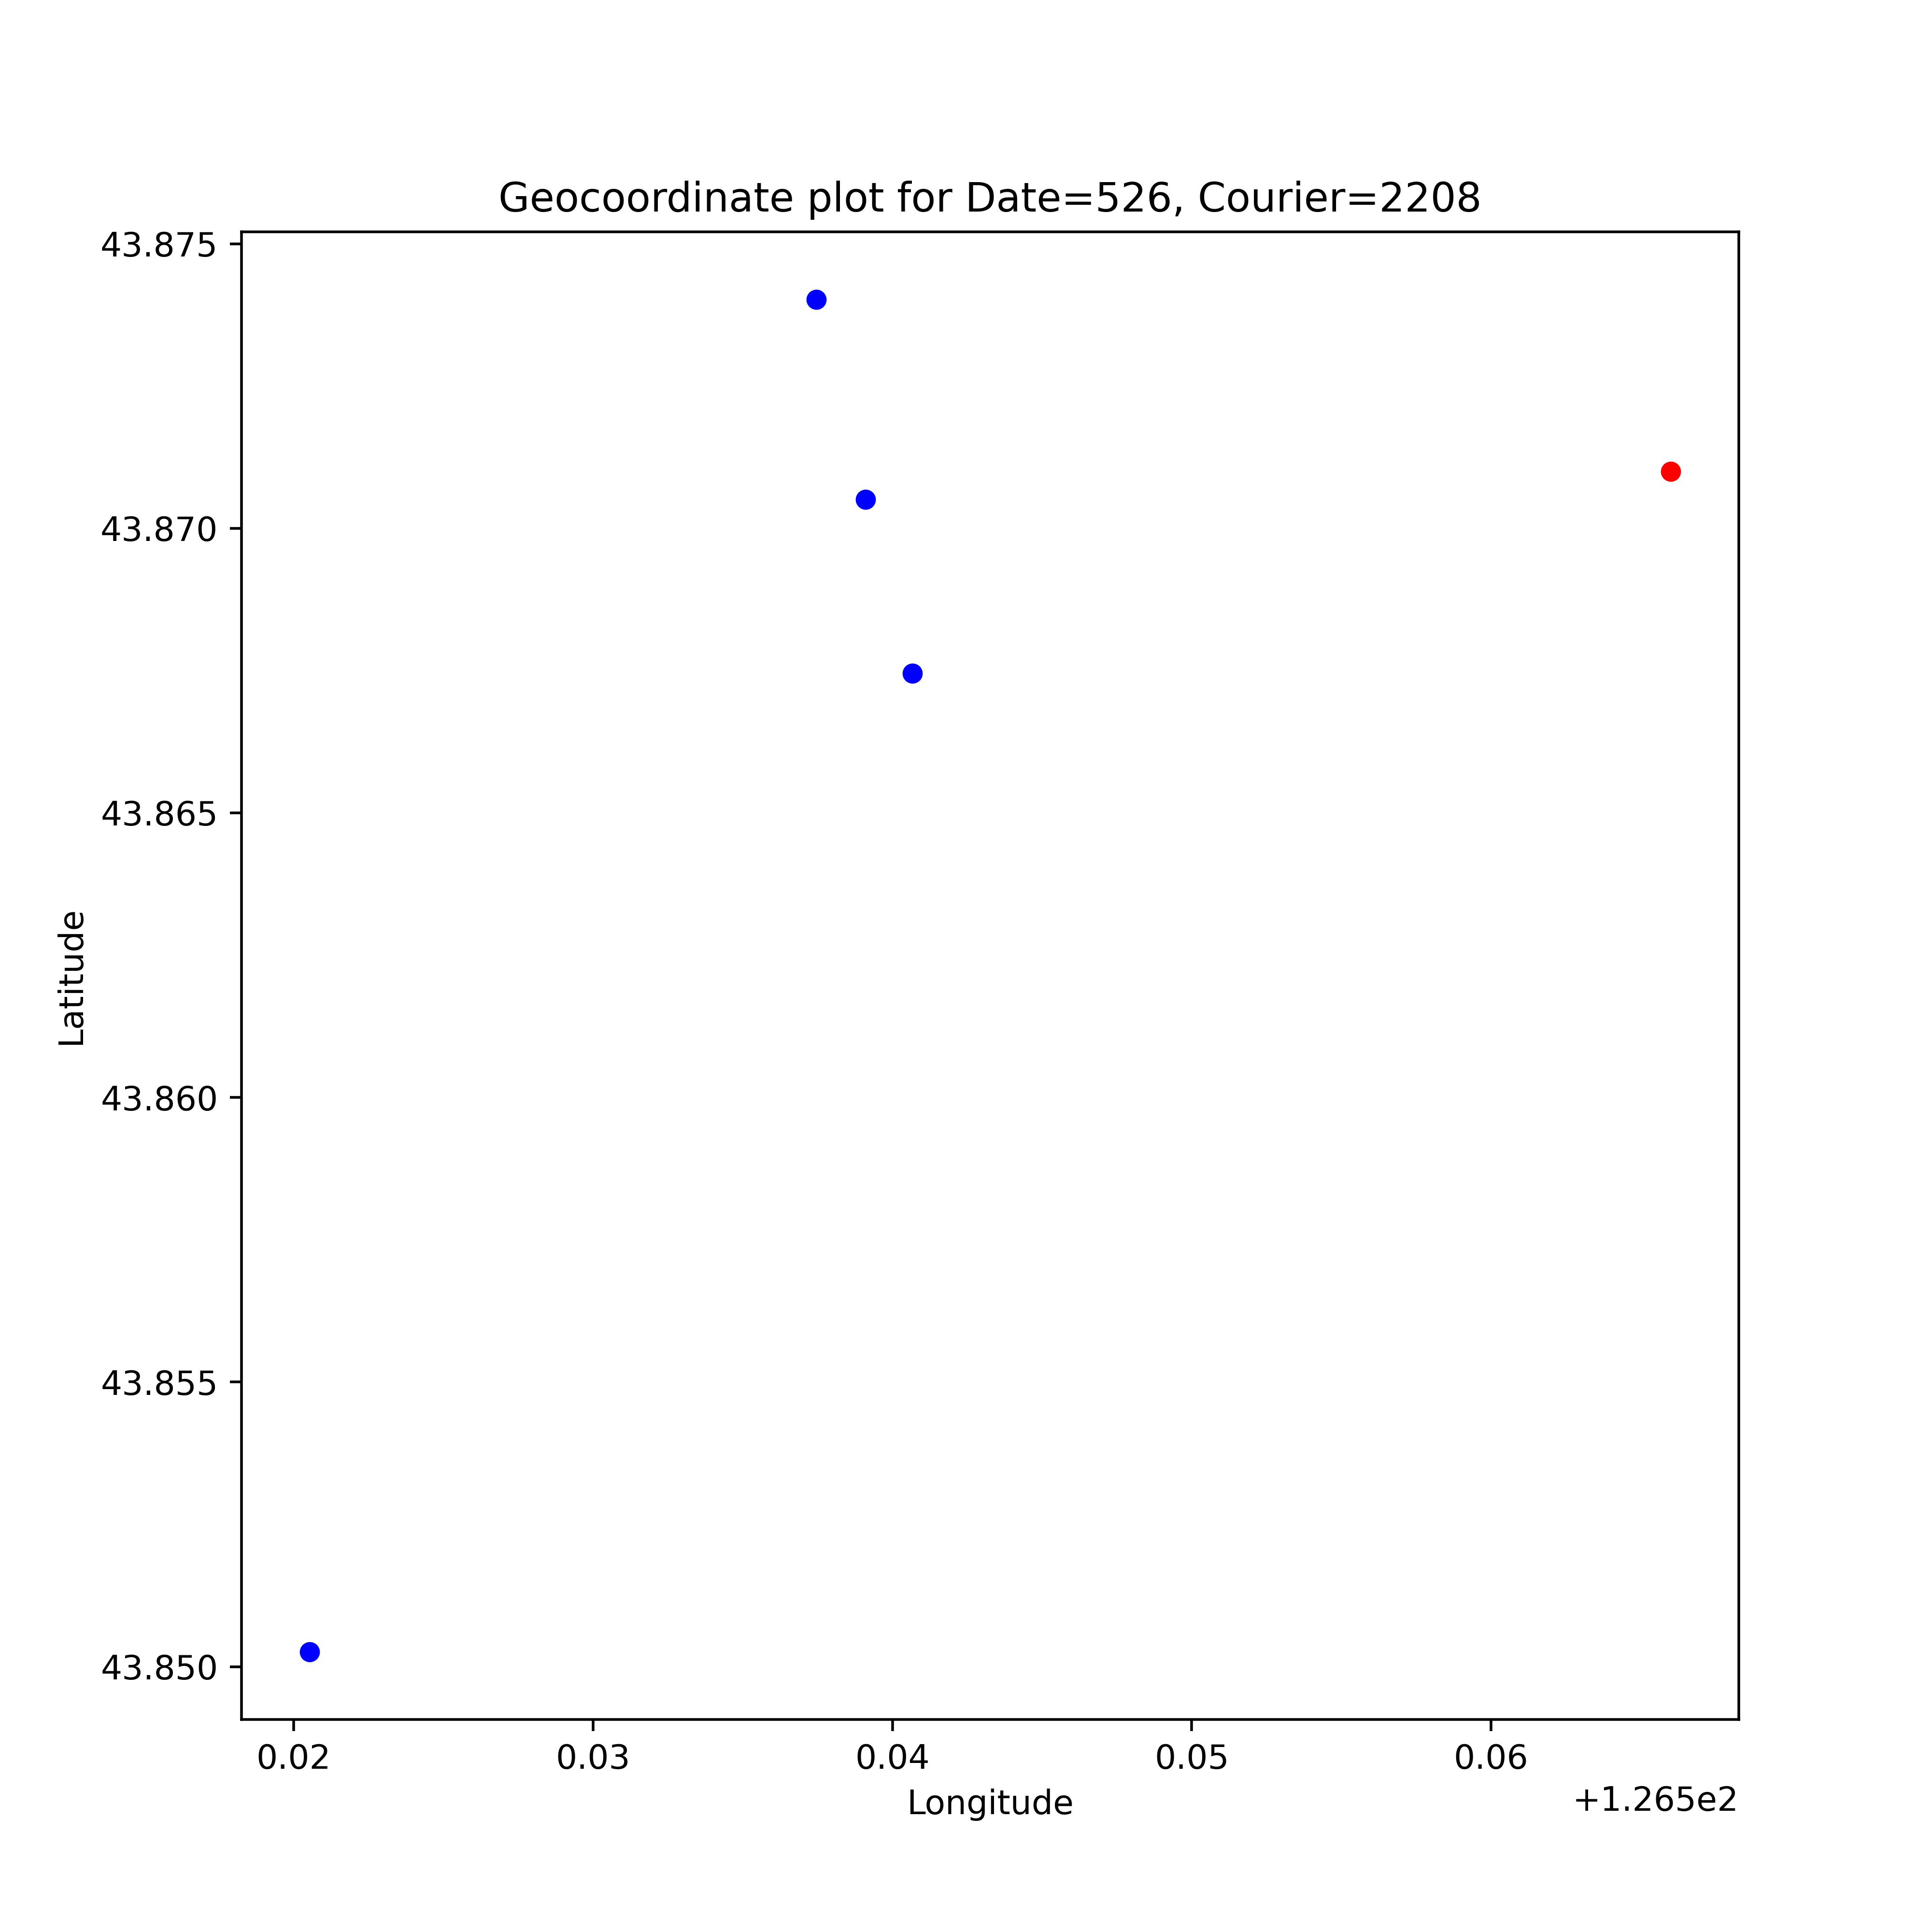 Geocoordinate plot for Date=526, Courier=2208
43.875
43.870
43.865
43.860
43.855
43.850
Latitude
0.02 0.03 0.04 0.05 0.06
Longitude
+1.265e2